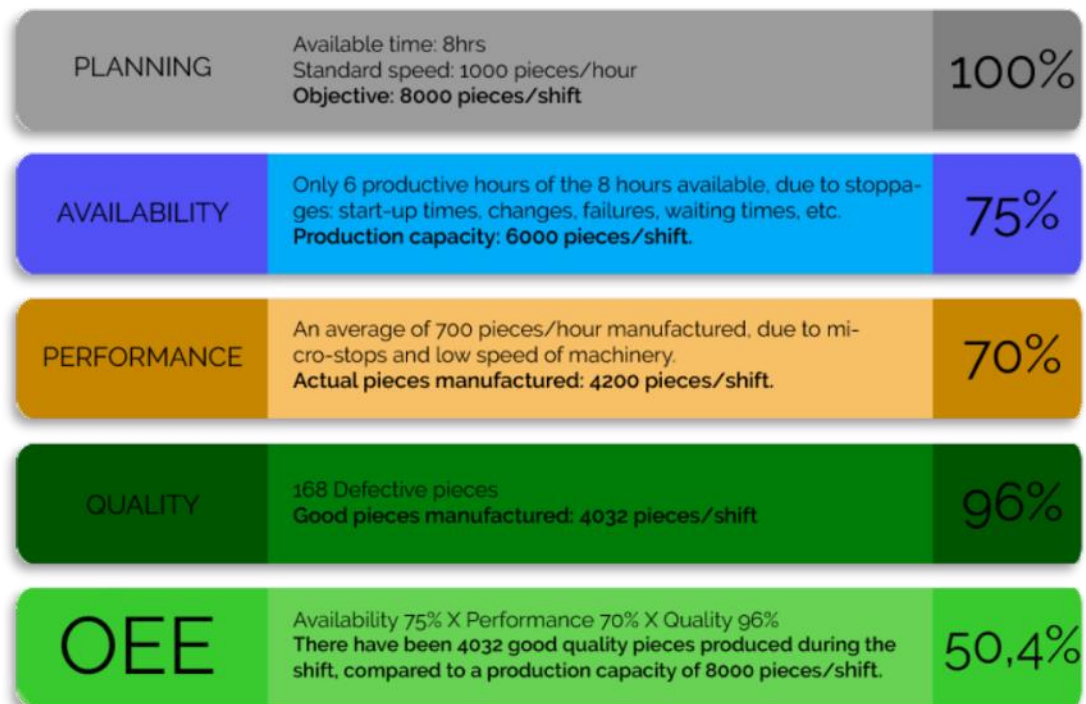 PLANNING
Available time: 8hrs
Standard speed: 1000 pieces/hour
Objective: 8000 pieces/shift
100%
AVAILABILITY
Only 6 productive hours of the 8 hours available, due to stoppa-
ges: start-up times, changes, failures, waiting times, etc.
Production capacity: 6000 pieces/shift.
75%
PERFORMANCE
An average of 700 pieces/hour manufactured, due to mi-
cro-stops and low speed of machinery.
Actual pieces manufactured: 4200 pieces/shift.
70%
QUALITY
168 Defective pieces
Good pieces manufactured: 4032 pieces/shift
96%
OEE
Availability 75% X Performance 70% X Quality 96%
There have been 4032 good quality pieces produced during the
shift, compared to a production capacity of 8000 pieces/shift.
50,4%